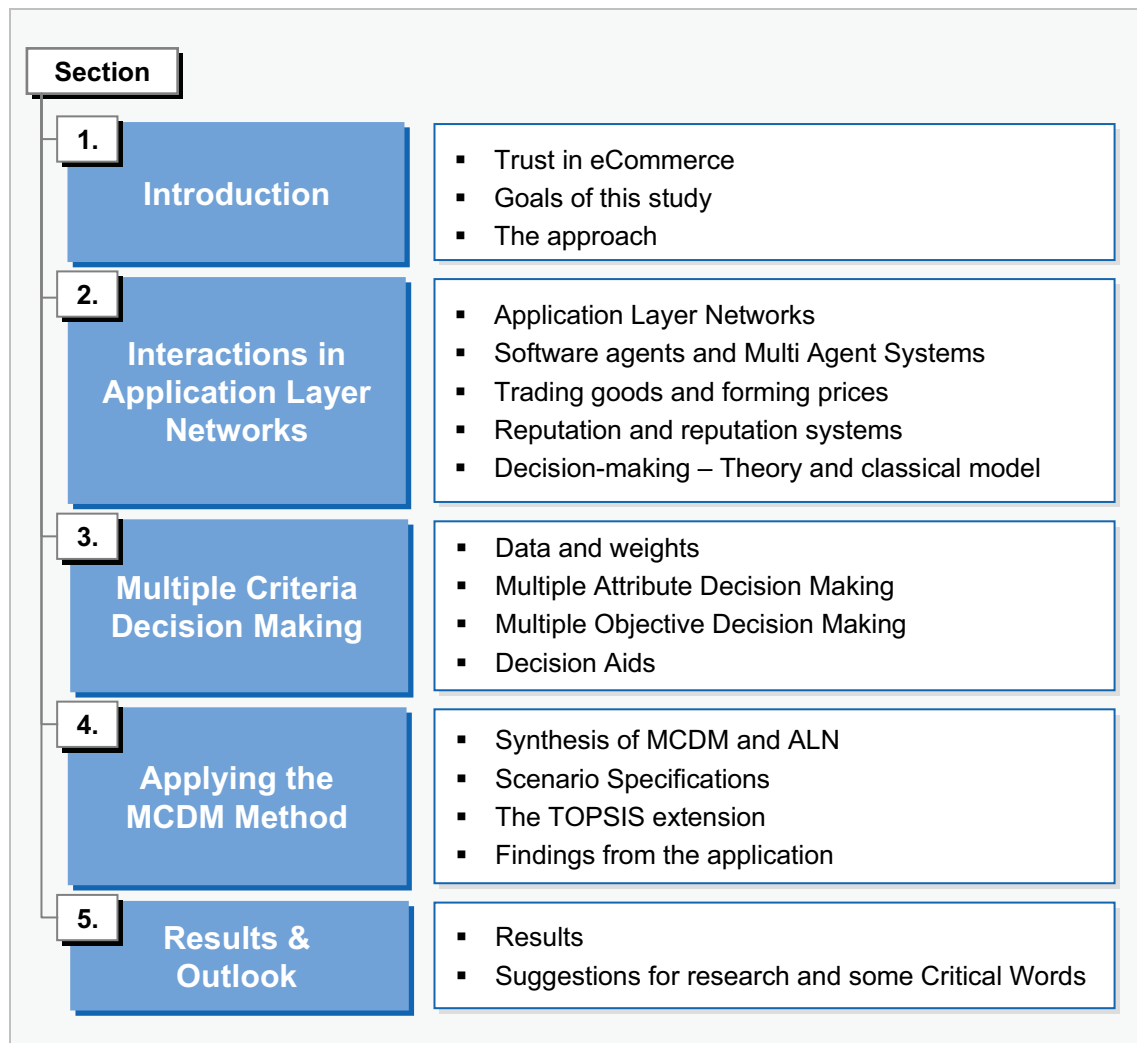 Section
1.
Introduction
▪ Trust in eCommerce
▪ Goals of this study
▪ The approach
2.
Interactions in
Application Layer
Networks
▪ Application Layer Networks
▪ Software agents and Multi Agent Systems
▪ Trading goods and forming prices
▪ Reputation and reputation systems
▪ Decision-making – Theory and classical model
3.
Multiple Criteria
Decision Making
▪ Data and weights
▪ Multiple Attribute Decision Making
▪ Multiple Objective Decision Making
▪ Decision Aids
4.
Applying the
MCDM Method
▪ Synthesis of MCDM and ALN
▪ Scenario Specifications
▪ The TOPSIS extension
▪ Findings from the application
5.
Results &
Outlook
▪ Results
▪ Suggestions for research and some Critical Words